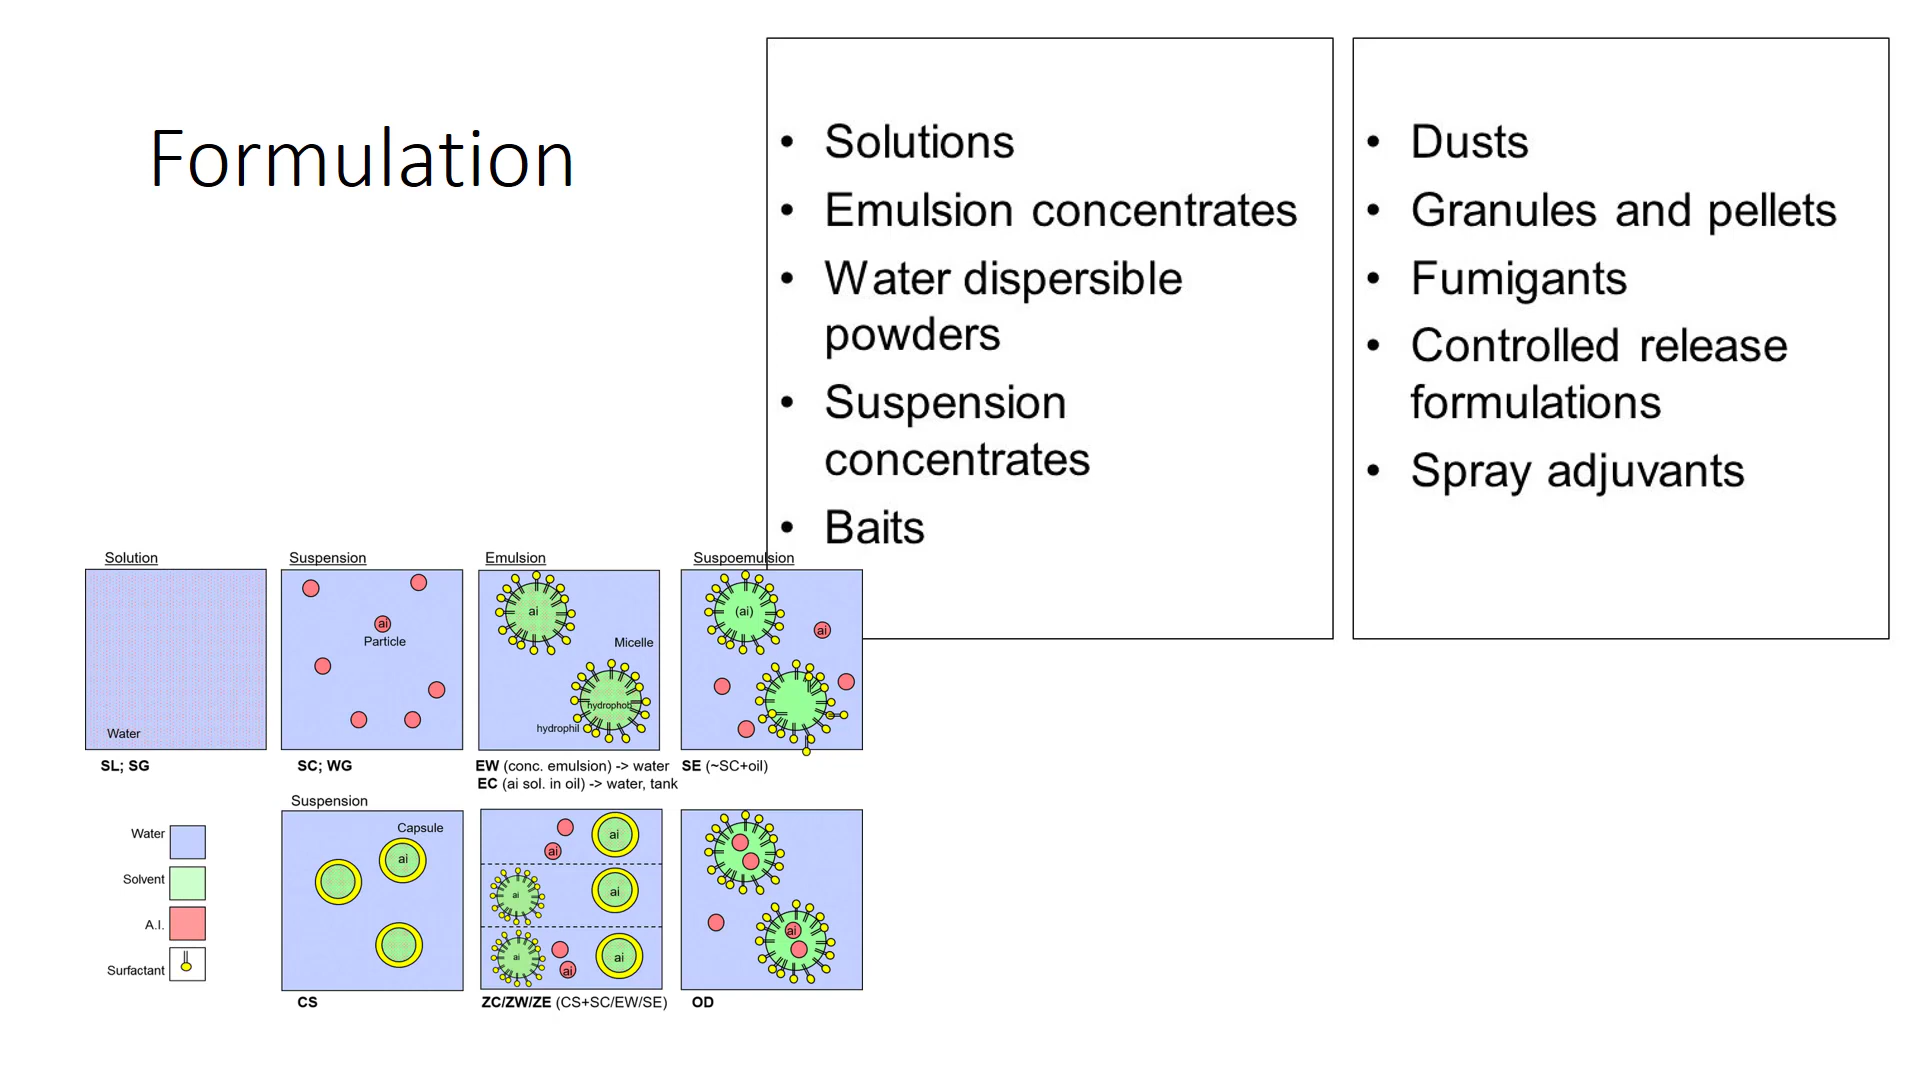 Formulation
• Solutions
• Emulsion concentrates
• Water dispersible
powders
• Suspension
concentrates
• Baits
• Dusts
• Granules and pellets
• Fumigants
• Controlled release
formulations
• Spray adjuvants
Solution
Water
SL; SG
Suspension
ai
Particle
SC; WG
Emulsion
ai
Micelle
hydrophob
hydrophil
EW (conc. emulsion) -> water
EC (ai sol. in oil) -> water, tank
Suspoemulsion
(ai)
ai
SE (~SC+oil)
Water
Solvent
A.I.
Surfactant
Suspension
Capsule
ai
CS
ai
ai
ai
ai
ai
ai
ai
ZC/ZW/ZE (CS+SC/EW/SE)
ai
OD